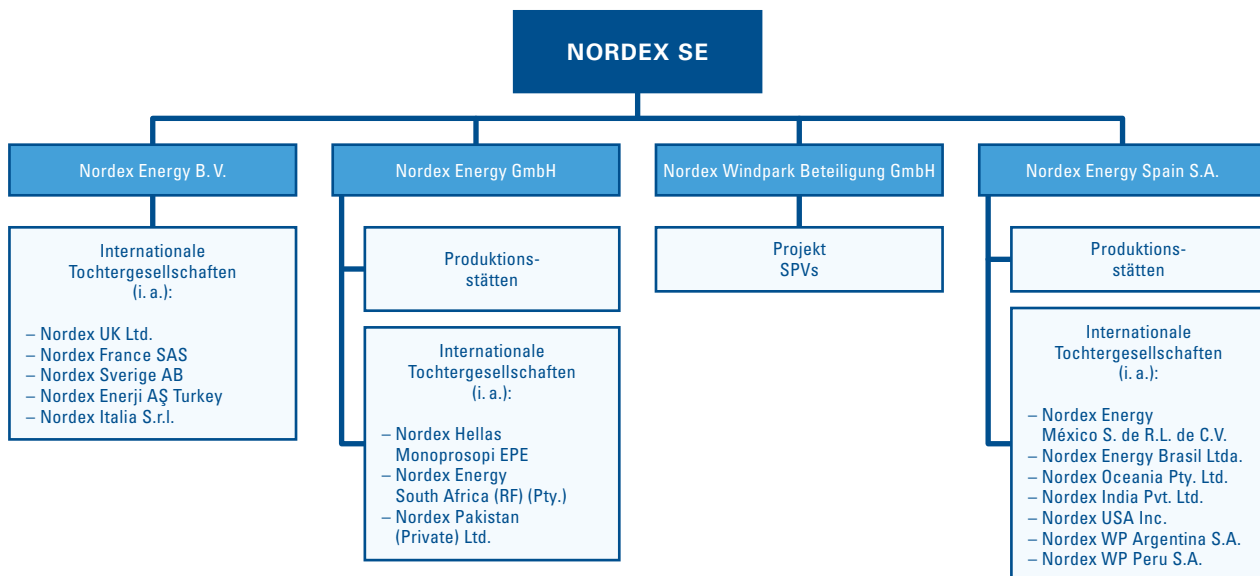 NORDEX SE
Nordex Energy B. V.
Internationale
Tochtergesellschaften
(i. a.):
– Nordex UK Ltd.
– Nordex France SAS
– Nordex Sverige AB
– Nordex Enerji AŞ Turkey
– Nordex Italia S.r.l.
Nordex Energy GmbH
Produktions-
stätten
Internationale
Tochtergesellschaften
(i. a.):
– Nordex Hellas
Monoprosopi EPE
– Nordex Energy
South Africa (RF) (Pty.)
– Nordex Pakistan
(Private) Ltd.
Nordex Windpark Beteiligung GmbH
Projekt
SPVs
Nordex Energy Spain S.A.
Produktions-
stätten
Internationale
Tochtergesellschaften
(i. a.):
– Nordex Energy
México S. de R.L. de C.V.
– Nordex Energy Brasil Ltda.
– Nordex Oceania Pty. Ltd.
– Nordex India Pvt. Ltd.
– Nordex USA Inc.
– Nordex WP Argentina S.A.
– Nordex WP Peru S.A.